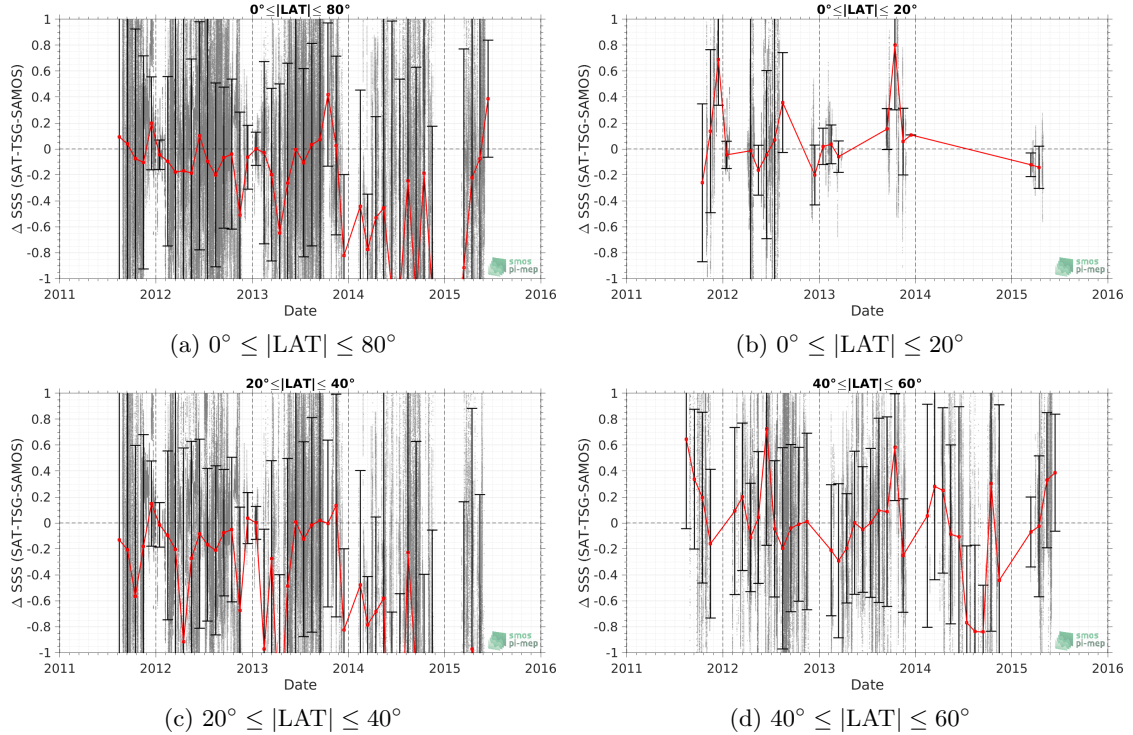 0°≤|LAT|≤ 80°
Δ SSS (SAT-TSG-SAMOS)
1
0.8
0.6
0.4
0.2
0
-0.2
-0.4
-0.6
-0.8
-1
smos
pi-mep
2011 2012 2013 2014 2015 2016
Date
(a) 0° ≤ |LAT| ≤ 80°
0°≤|LAT|≤ 20°
Δ SSS (SAT-TSG-SAMOS)
1
0.8
0.6
0.4
0.2
0
-0.2
-0.4
-0.6
-0.8
-1
smos
pi-mep
2011 2012 2013 2014 2015 2016
Date
(b) 0° ≤ |LAT| ≤ 20°
20°≤|LAT|≤ 40°
Δ SSS (SAT-TSG-SAMOS)
1
0.8
0.6
0.4
0.2
0
-0.2
-0.4
-0.6
-0.8
-1
smos
pi-mep
2011 2012 2013 2014 2015 2016
Date
(c) 20° ≤ |LAT| ≤ 40°
40°≤|LAT|≤ 60°
Δ SSS (SAT-TSG-SAMOS)
1
0.8
0.6
0.4
0.2
0
-0.2
-0.4
-0.6
-0.8
-1
smos
pi-mep
2011 2012 2013 2014 2015 2016
Date
(d) 40° ≤ |LAT| ≤ 60°